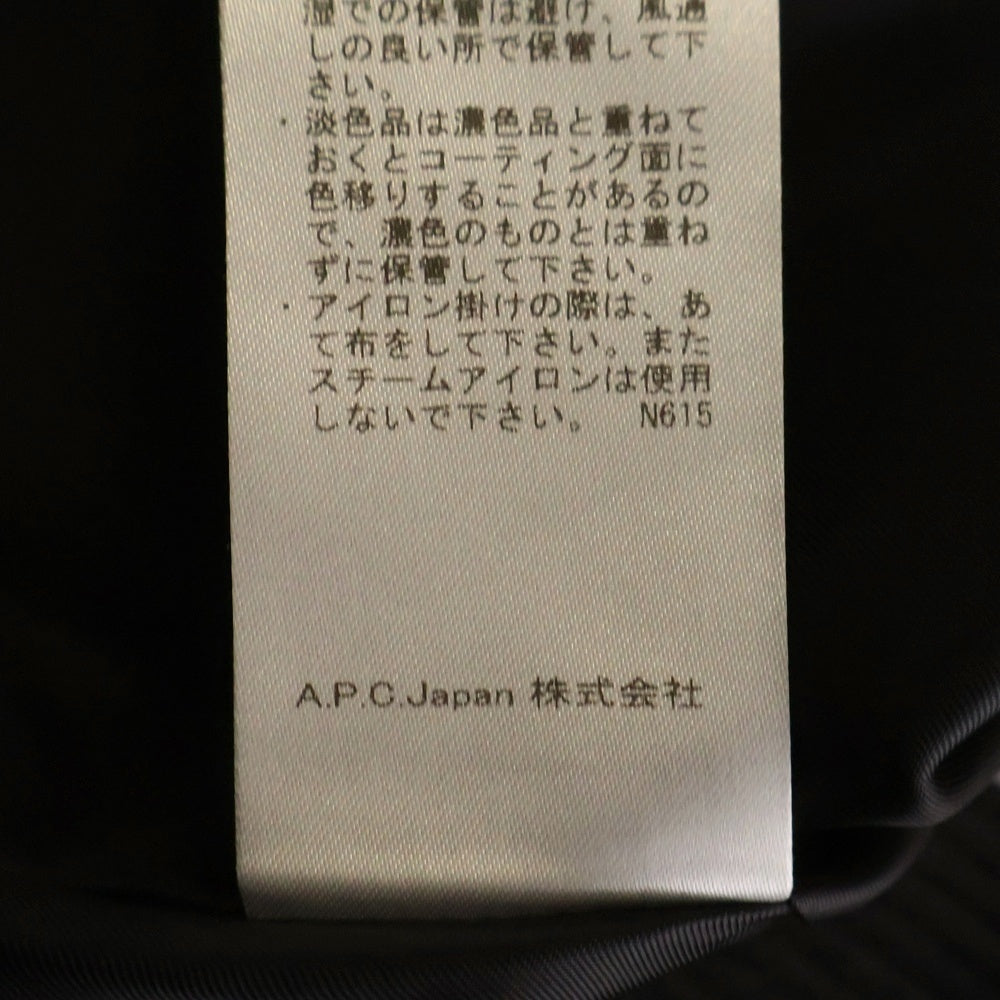 湿での保管は避け、風通
しの良い所で保管して下
さい。
・淡色品は濃色品と重ねて
おくとコーティング面に
色移りすることがあるの
で、濃色のものとは重ね
ずに保管して下さい。
・アイロン掛けの際は、あ
て布をして下さい。また
スチームアイロンは使用
しないで下さい。 N615
A.P.C.Japan 株式会社